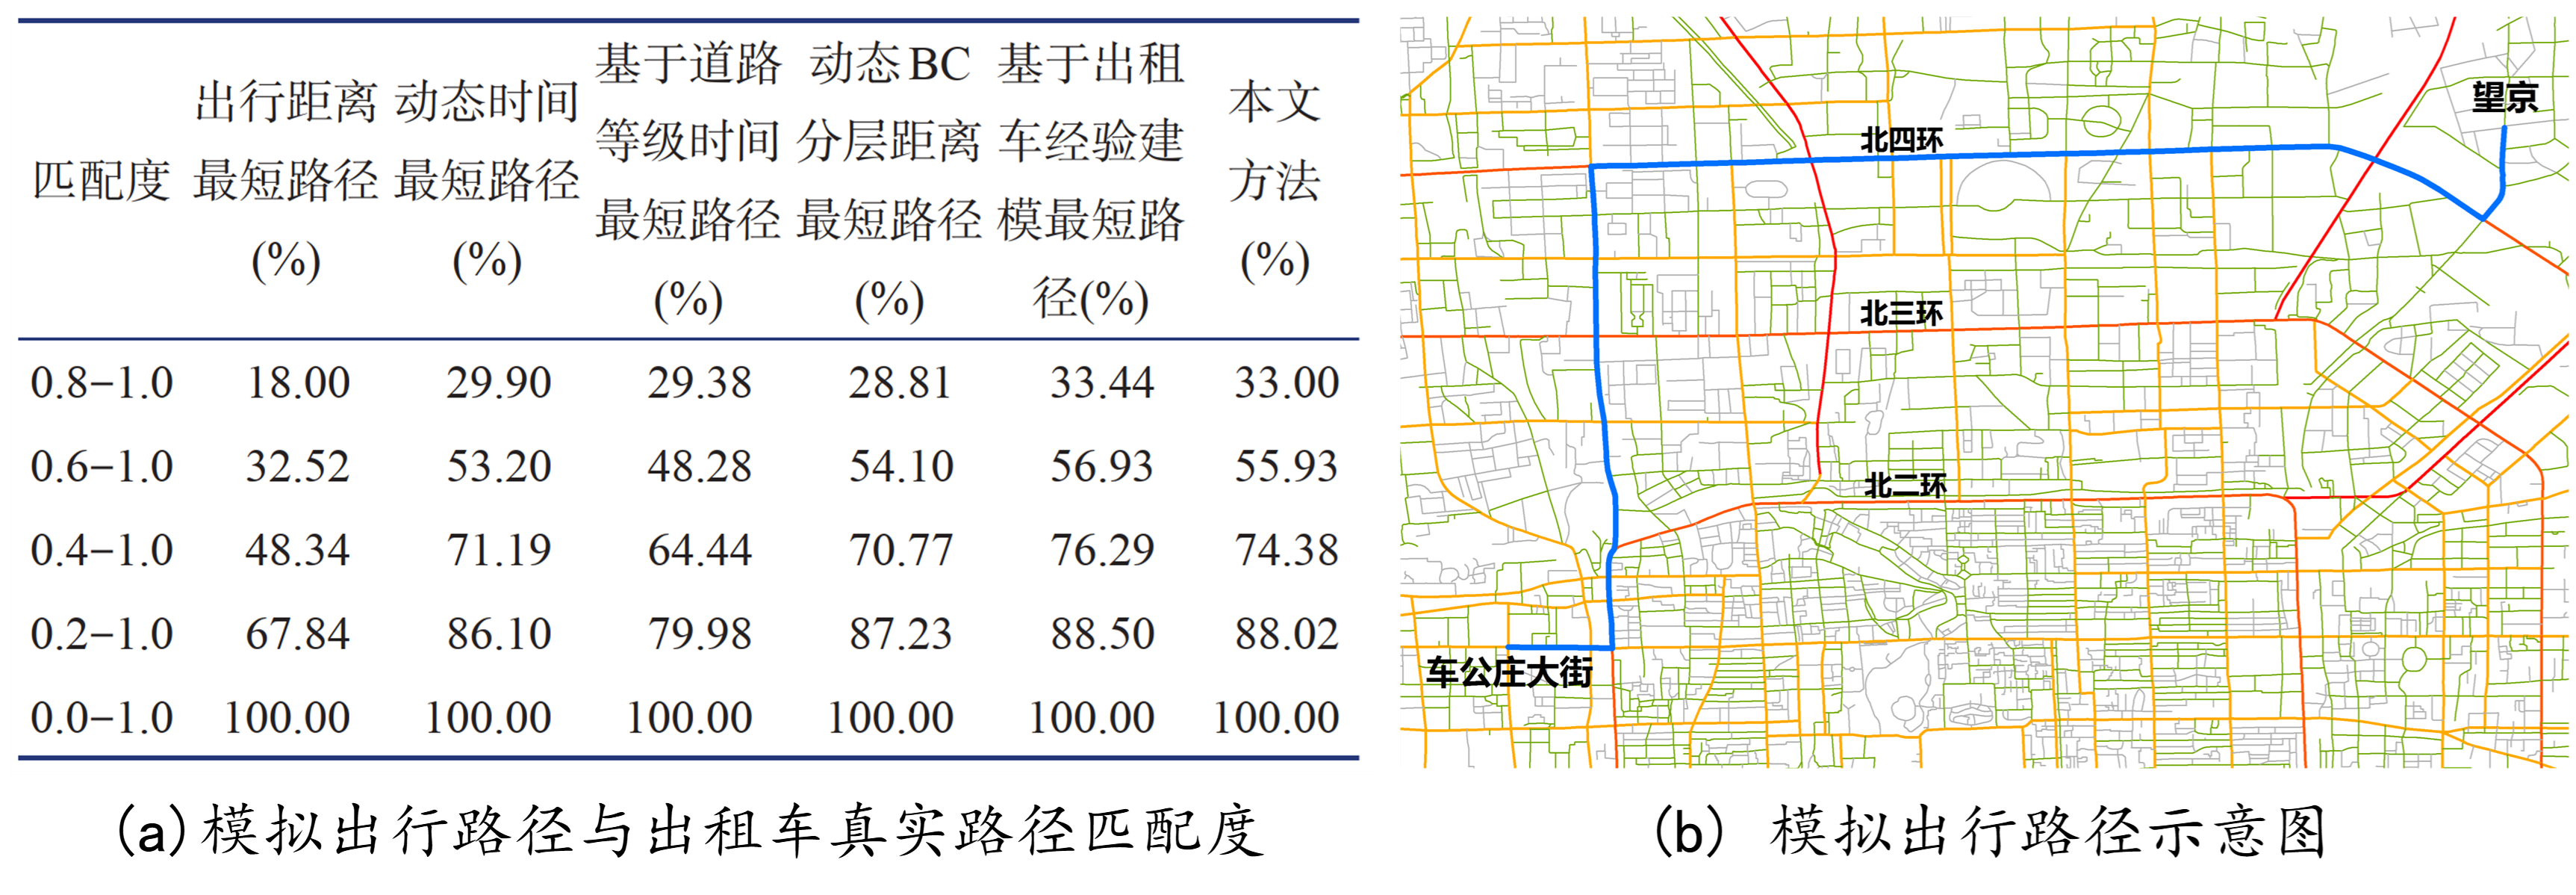 匹配度 出行距离最短路径(%) 动态时间最短路径(%) 基于道路等级时间最短路径(%) 动态BC分层距离最短路径(%) 基于出租车经验建模最短路径(%) 本文方法(%)
0.8–1.0 18.00 29.90 29.38 28.81 33.44 33.00
0.6–1.0 32.52 53.20 48.28 54.10 56.93 55.93
0.4–1.0 48.34 71.19 64.44 70.77 76.29 74.38
0.2–1.0 67.84 86.10 79.98 87.23 88.50 88.02
0.0–1.0 100.00 100.00 100.00 100.00 100.00 100.00
(a)模拟出行路径与出租车真实路径匹配度
望京
北四环
北三环
北二环
车公庄大街
(b) 模拟出行路径示意图